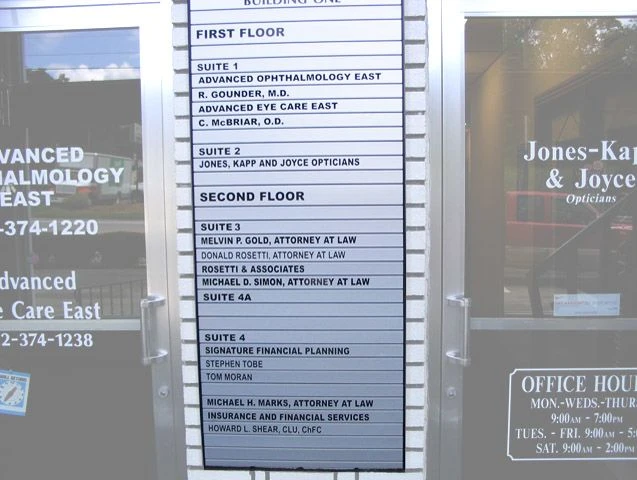 BUILDING ONE
FIRST FLOOR
SUITE 1
ADVANCED OPHTHALMOLOGY EAST
R. GOUNDER, M.D.
ADVANCED EYE CARE EAST
C. McBRIAR, O.D.
SUITE 2
JONES, KAPP AND JOYCE OPTICIANS
SECOND FLOOR
SUITE 3
MELVIN P. GOLD, ATTORNEY AT LAW
DONALD ROSETTI, ATTORNEY AT LAW
ROSETTI & ASSOCIATES
MICHAEL D. SIMON, ATTORNEY AT LAW
SUITE 4A
SUITE 4
SIGNATURE FINANCIAL PLANNING
STEPHEN TOBE
TOM MORAN
MICHAEL H. MARKS, ATTORNEY AT LAW
INSURANCE AND FINANCIAL SERVICES
HOWARD L. SHEAR, CLU, ChFC
VANCED
HALMOLOGY
EAST
-374-1220
dvanced
e Care East
2-374-1238
Jones-Kap
& Joyce
Opticians
OFFICE HOU
MON.-WEDS.-THUR
9:00AM - 7:00PM
TUES. - FRI. 9:00AM - 5:0
SAT. 9:00AM - 2:00PM